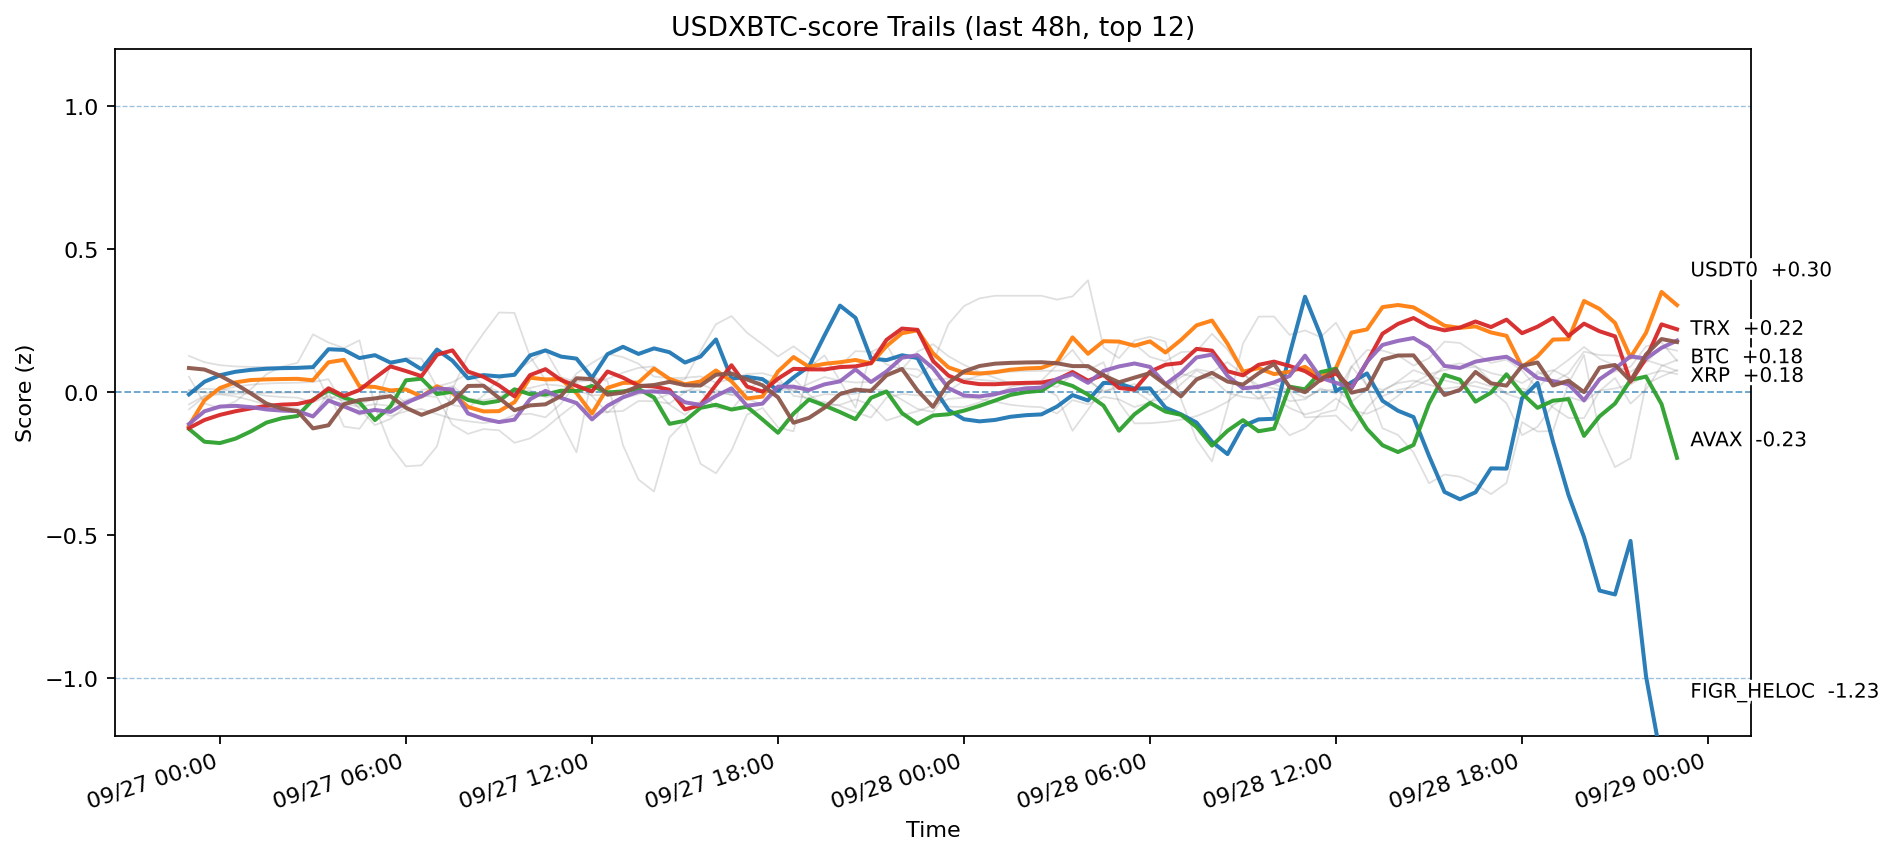 USDXBTC-score Trails (last 48h, top 12)
1.0
0.5
0.0
−0.5
−1.0
Score (z)
USDT0 +0.30
TRX +0.22
BTC +0.18
XRP +0.18
AVAX -0.23
FIGR_HELOC -1.23
09/27 00:00
09/27 06:00
09/27 12:00
09/27 18:00
09/28 00:00
09/28 06:00
09/28 12:00
09/28 18:00
09/29 00:00
Time